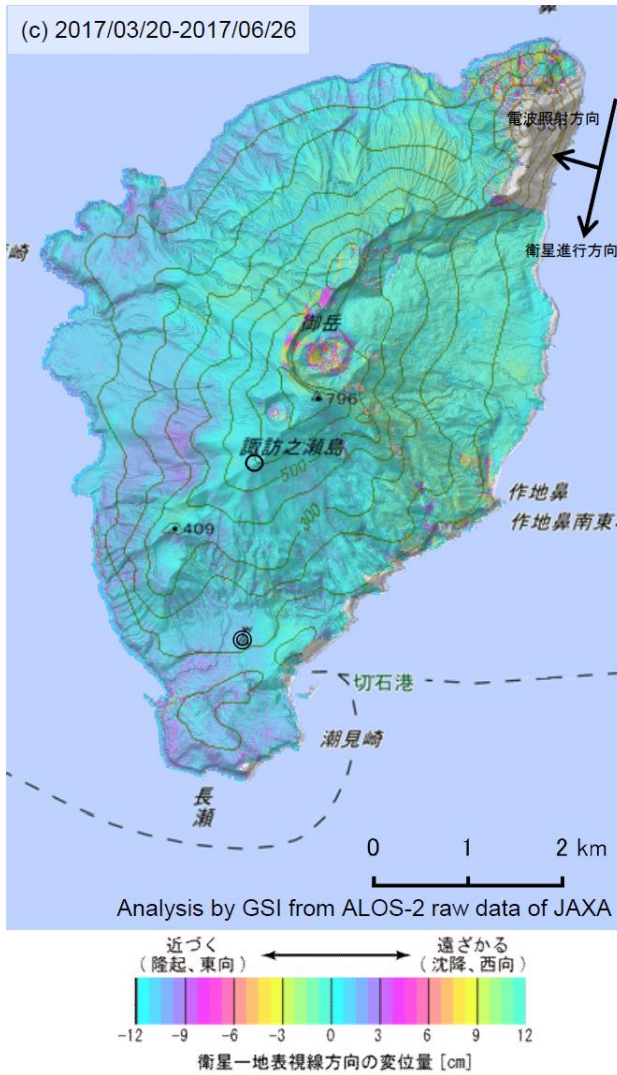 (c) 2017/03/20-2017/06/26
鼻
電波照射方向
衛星進行方向
崎
御岳
796
諏訪之瀬島
500
作地鼻
作地鼻南東
409
300
切石港
潮見崎
長瀬
0 1 2 km
Analysis by GSI from ALOS-2 raw data of JAXA
近づく 遠ざかる
(隆起、東向) (沈降、西向)
-12 -9 -6 -3 0 3 6 9 12
衛星－地表視線方向の変位量 [cm]